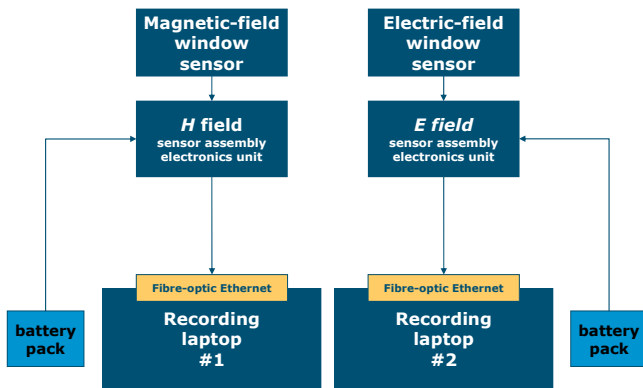 Magnetic-field
window
sensor
Electric-field
window
sensor
H field
sensor assembly
electronics unit
E field
sensor assembly
electronics unit
Fibre-optic Ethernet
Fibre-optic Ethernet
Recording
laptop
#1
Recording
laptop
#2
battery
pack
battery
pack